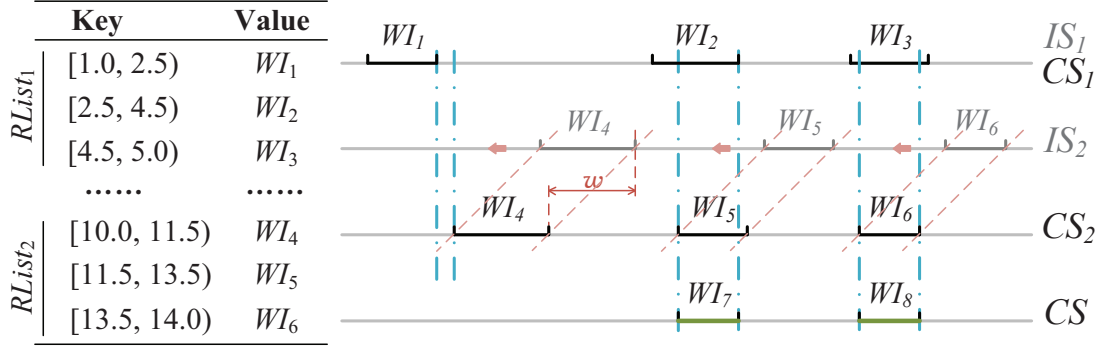 Key Value
RList₁
[1.0, 2.5) WI₁
[2.5, 4.5) WI₂
[4.5, 5.0) WI₃
...... ......
RList₂
[10.0, 11.5) WI₄
[11.5, 13.5) WI₅
[13.5, 14.0) WI₆
WI₁ WI₂ WI₃ IS₁
CS₁
WI₄ WI₅ WI₆ IS₂
w
WI₄ WI₅ WI₆ CS₂
WI₇ WI₈ CS